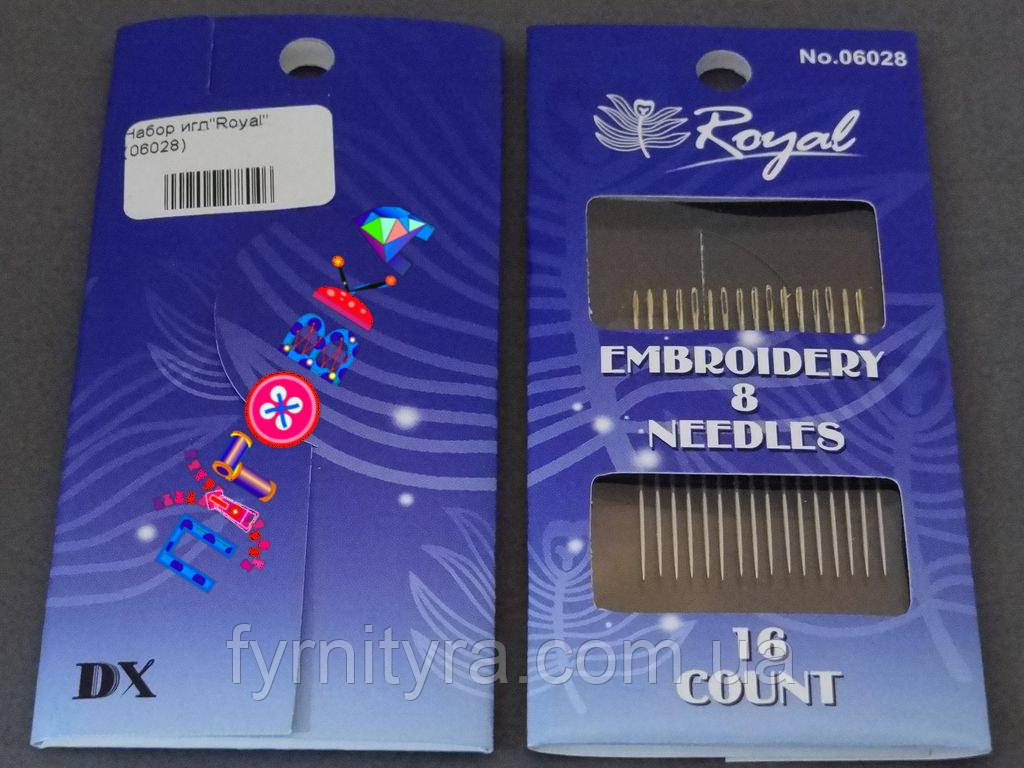 Набор игл"Royal"
(06028)
DX
No.06028
Royal
EMBROIDERY
8
NEEDLES
16
COUNT
fyrnityra.com.ua